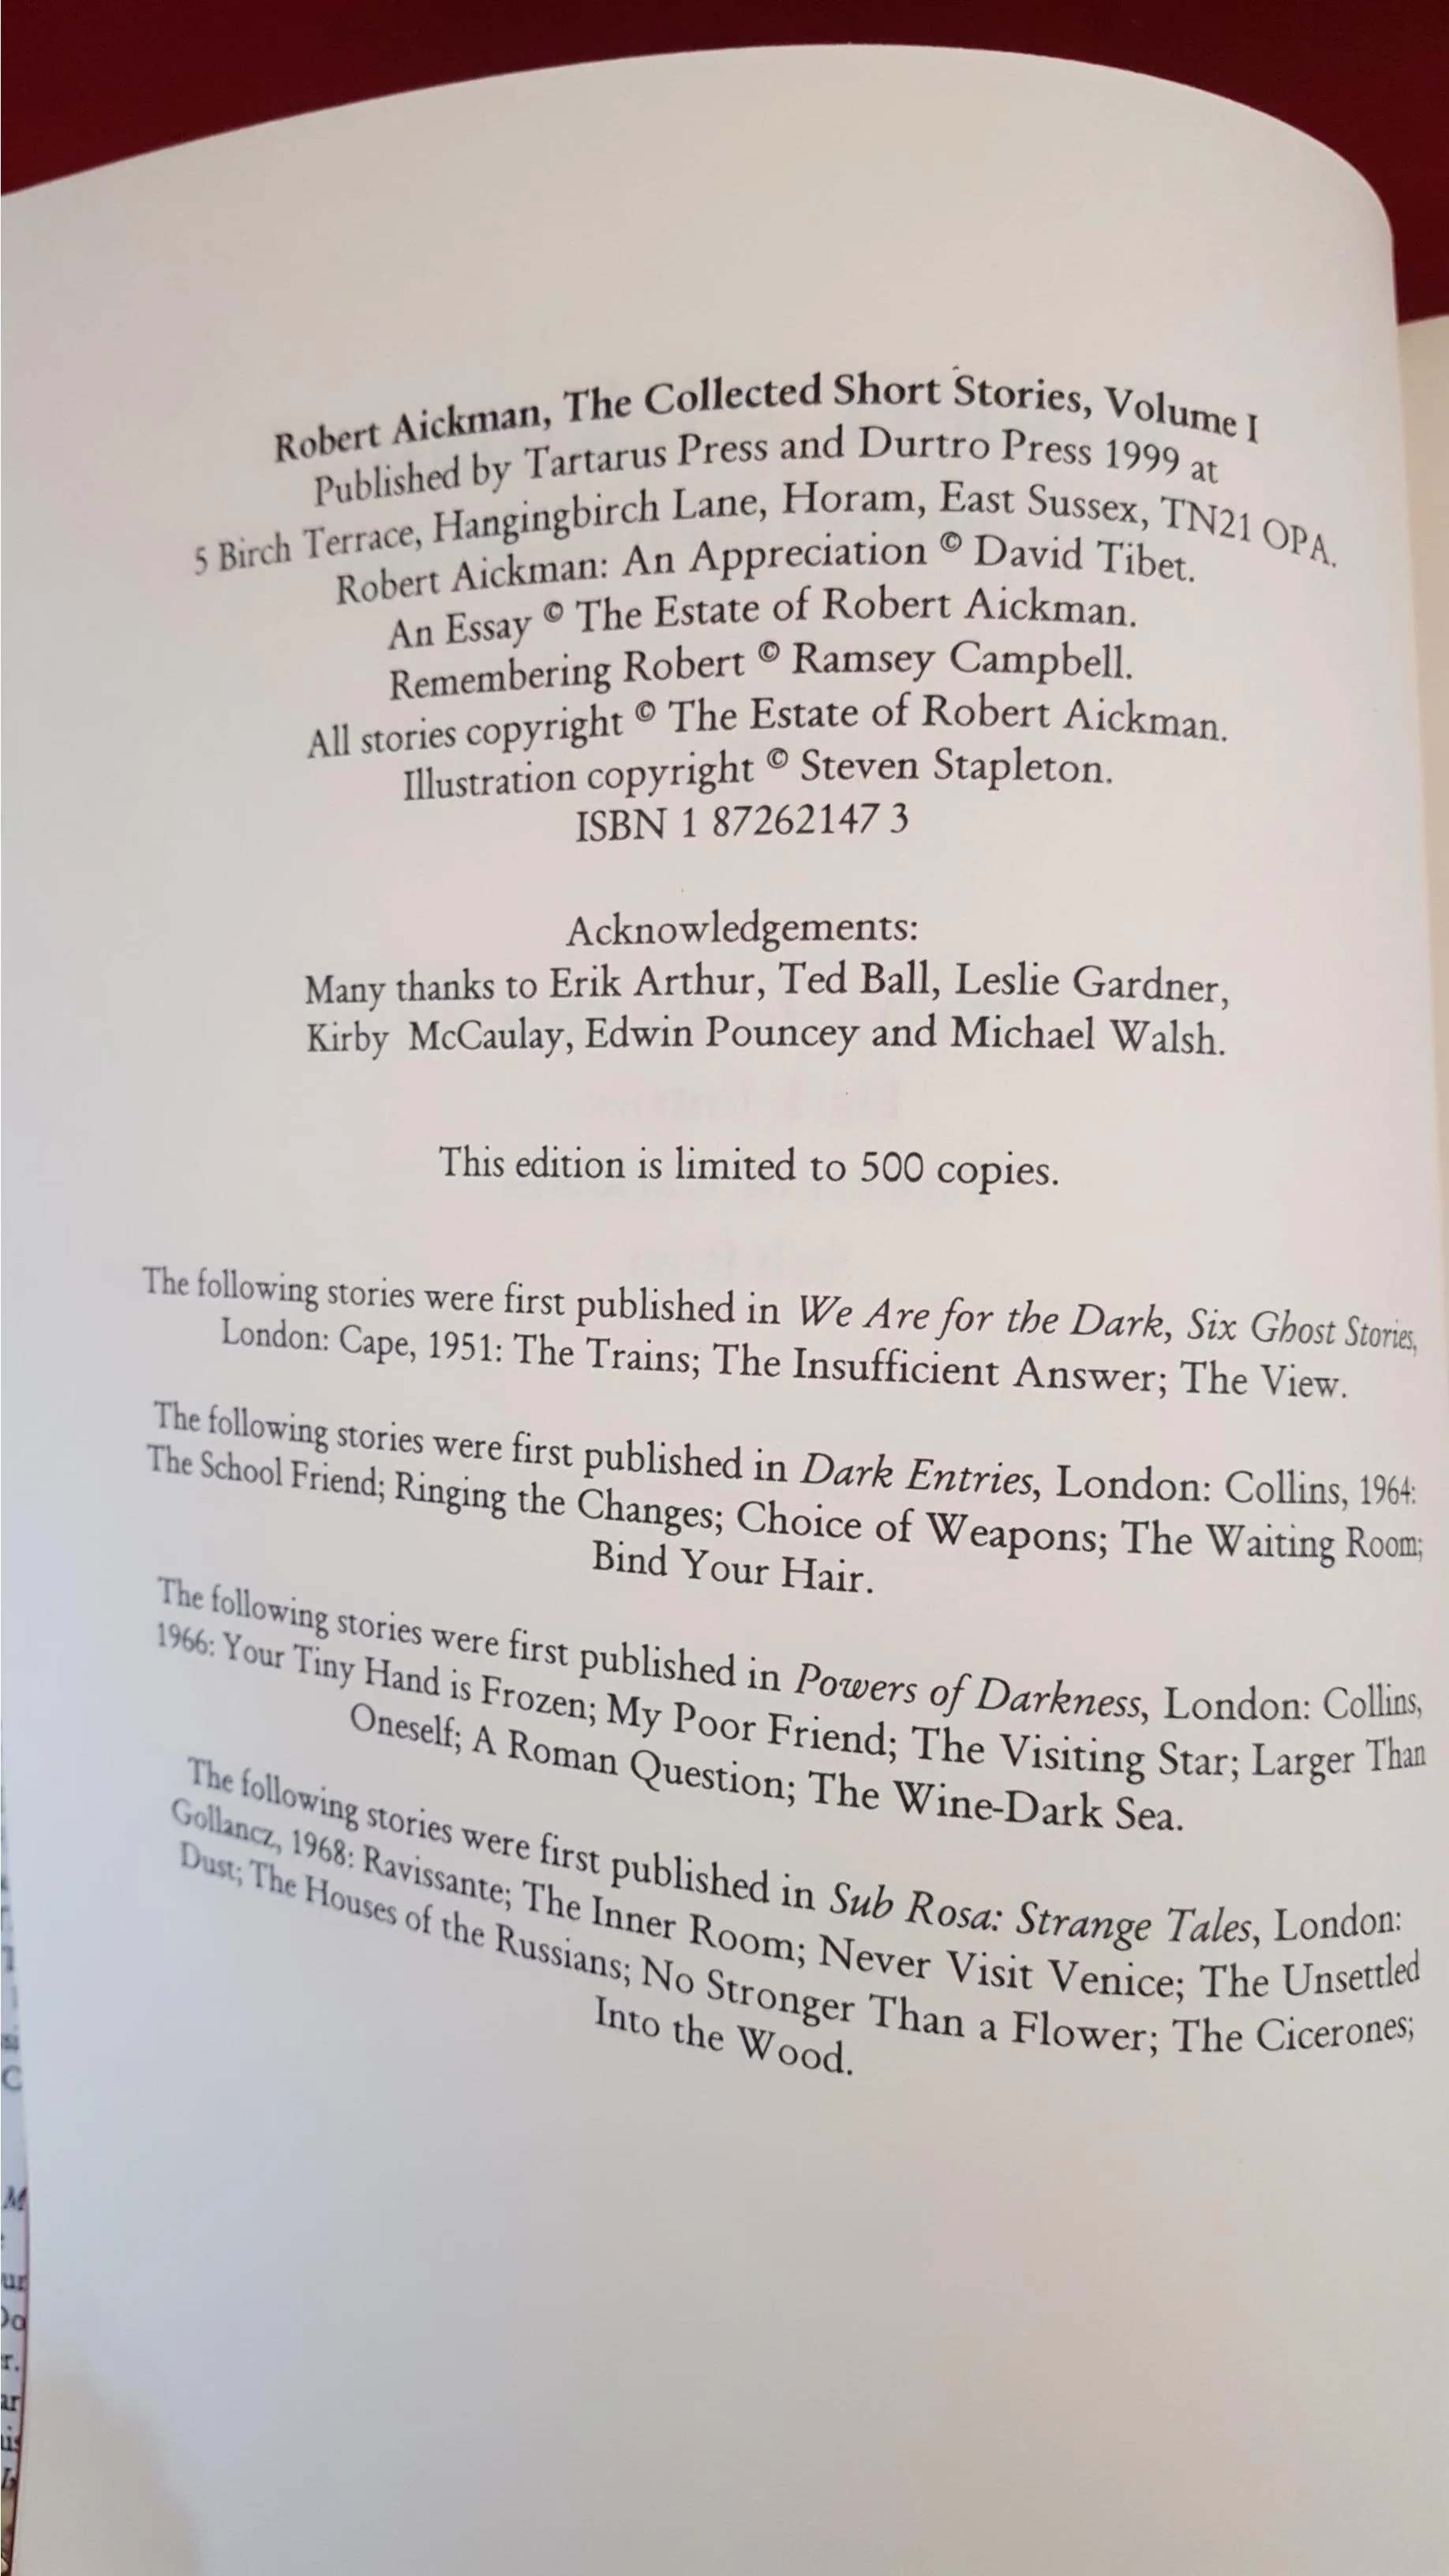 Robert Aickman, The Collected Short Stories, Volume I
Published by Tartarus Press and Durtro Press 1999 at
5 Birch Terrace, Hangingbirch Lane, Horam, East Sussex, TN21 OPA.
Robert Aickman: An Appreciation © David Tibet.
An Essay © The Estate of Robert Aickman.
Remembering Robert © Ramsey Campbell.
All stories copyright © The Estate of Robert Aickman.
Illustration copyright © Steven Stapleton.
ISBN 1 87262147 3
Acknowledgements:
Many thanks to Erik Arthur, Ted Ball, Leslie Gardner,
Kirby McCaulay, Edwin Pouncey and Michael Walsh.
This edition is limited to 500 copies.
The following stories were first published in We Are for the Dark, Six Ghost Stories,
London: Cape, 1951: The Trains; The Insufficient Answer; The View.
The following stories were first published in Dark Entries, London: Collins, 1964:
The School Friend; Ringing the Changes; Choice of Weapons; The Waiting Room;
Bind Your Hair.
The following stories were first published in Powers of Darkness, London: Collins,
1966: Your Tiny Hand is Frozen; My Poor Friend; The Visiting Star; Larger Than
Oneself; A Roman Question; The Wine-Dark Sea.
The following stories were first published in Sub Rosa: Strange Tales, London:
Gollancz, 1968: Ravissante; The Inner Room; Never Visit Venice; The Unsettled
Dust; The Houses of the Russians; No Stronger Than a Flower; The Cicerones;
Into the Wood.